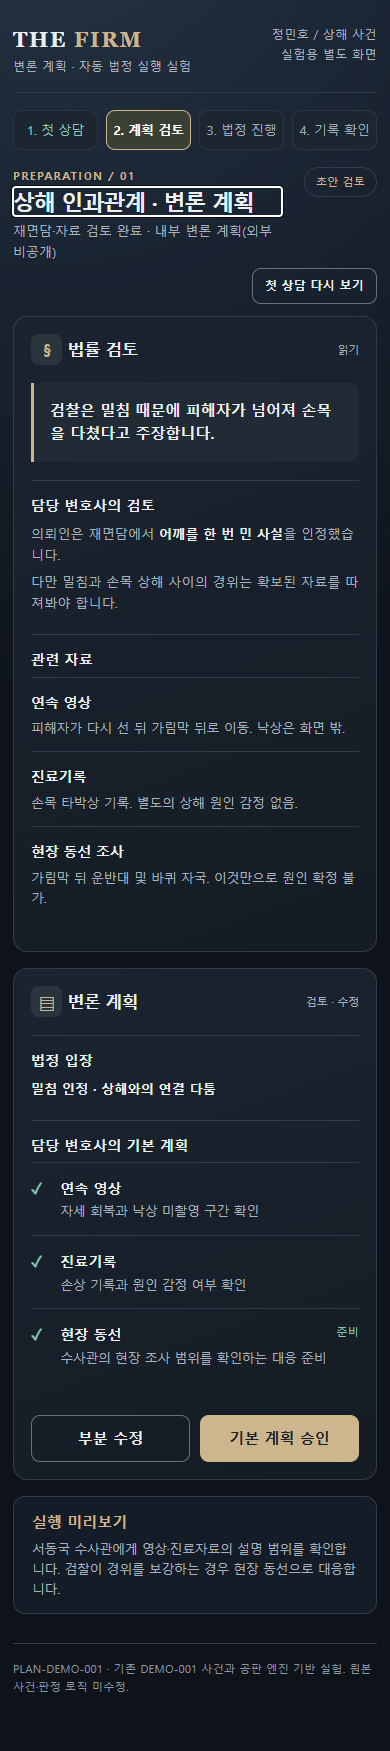 THE FIRM
변론 계획 · 자동 법정 실행 실험
정민호 / 상해 사건
실험용 별도 화면
1. 첫 상담
2. 계획 검토
3. 법정 진행
4. 기록 확인
PREPARATION / 01
초안 검토
상해 인과관계 · 변론 계획
재면담·자료 검토 완료 · 내부 변론 계획(외부
비공개)
첫 상담 다시 보기
§ 법률 검토
읽기
검찰은 밀침 때문에 피해자가 넘어져 손목
을 다쳤다고 주장합니다.
담당 변호사의 검토
의뢰인은 재면담에서 어깨를 한 번 민 사실을 인정했습
니다.
다만 밀침과 손목 상해 사이의 경위는 확보된 자료를 따
져봐야 합니다.
관련 자료
연속 영상
피해자가 다시 선 뒤 가림막 뒤로 이동. 낙상은 화면 밖.
진료기록
손목 타박상 기록. 별도의 상해 원인 감정 없음.
현장 동선 조사
가림막 뒤 운반대 및 바퀴 자국. 이것만으로 원인 확정 불
가.
▤ 변론 계획
검토 · 수정
법정 입장
밀침 인정 · 상해와의 연결 다툼
담당 변호사의 기본 계획
✓ 연속 영상
자세 회복과 낙상 미촬영 구간 확인
✓ 진료기록
손상 기록과 원인 감정 여부 확인
✓ 현장 동선
준비
수사관의 현장 조사 범위를 확인하는 대응 준비
부분 수정
기본 계획 승인
실행 미리보기
서동국 수사관에게 영상·진료자료의 설명 범위를 확인합
니다. 검찰이 경위를 보강하는 경우 현장 동선으로 대응합
니다.
PLAN-DEMO-001 · 기존 DEMO-001 사건과 공판 엔진 기반 실험. 원본
사건·판정 로직 미수정.